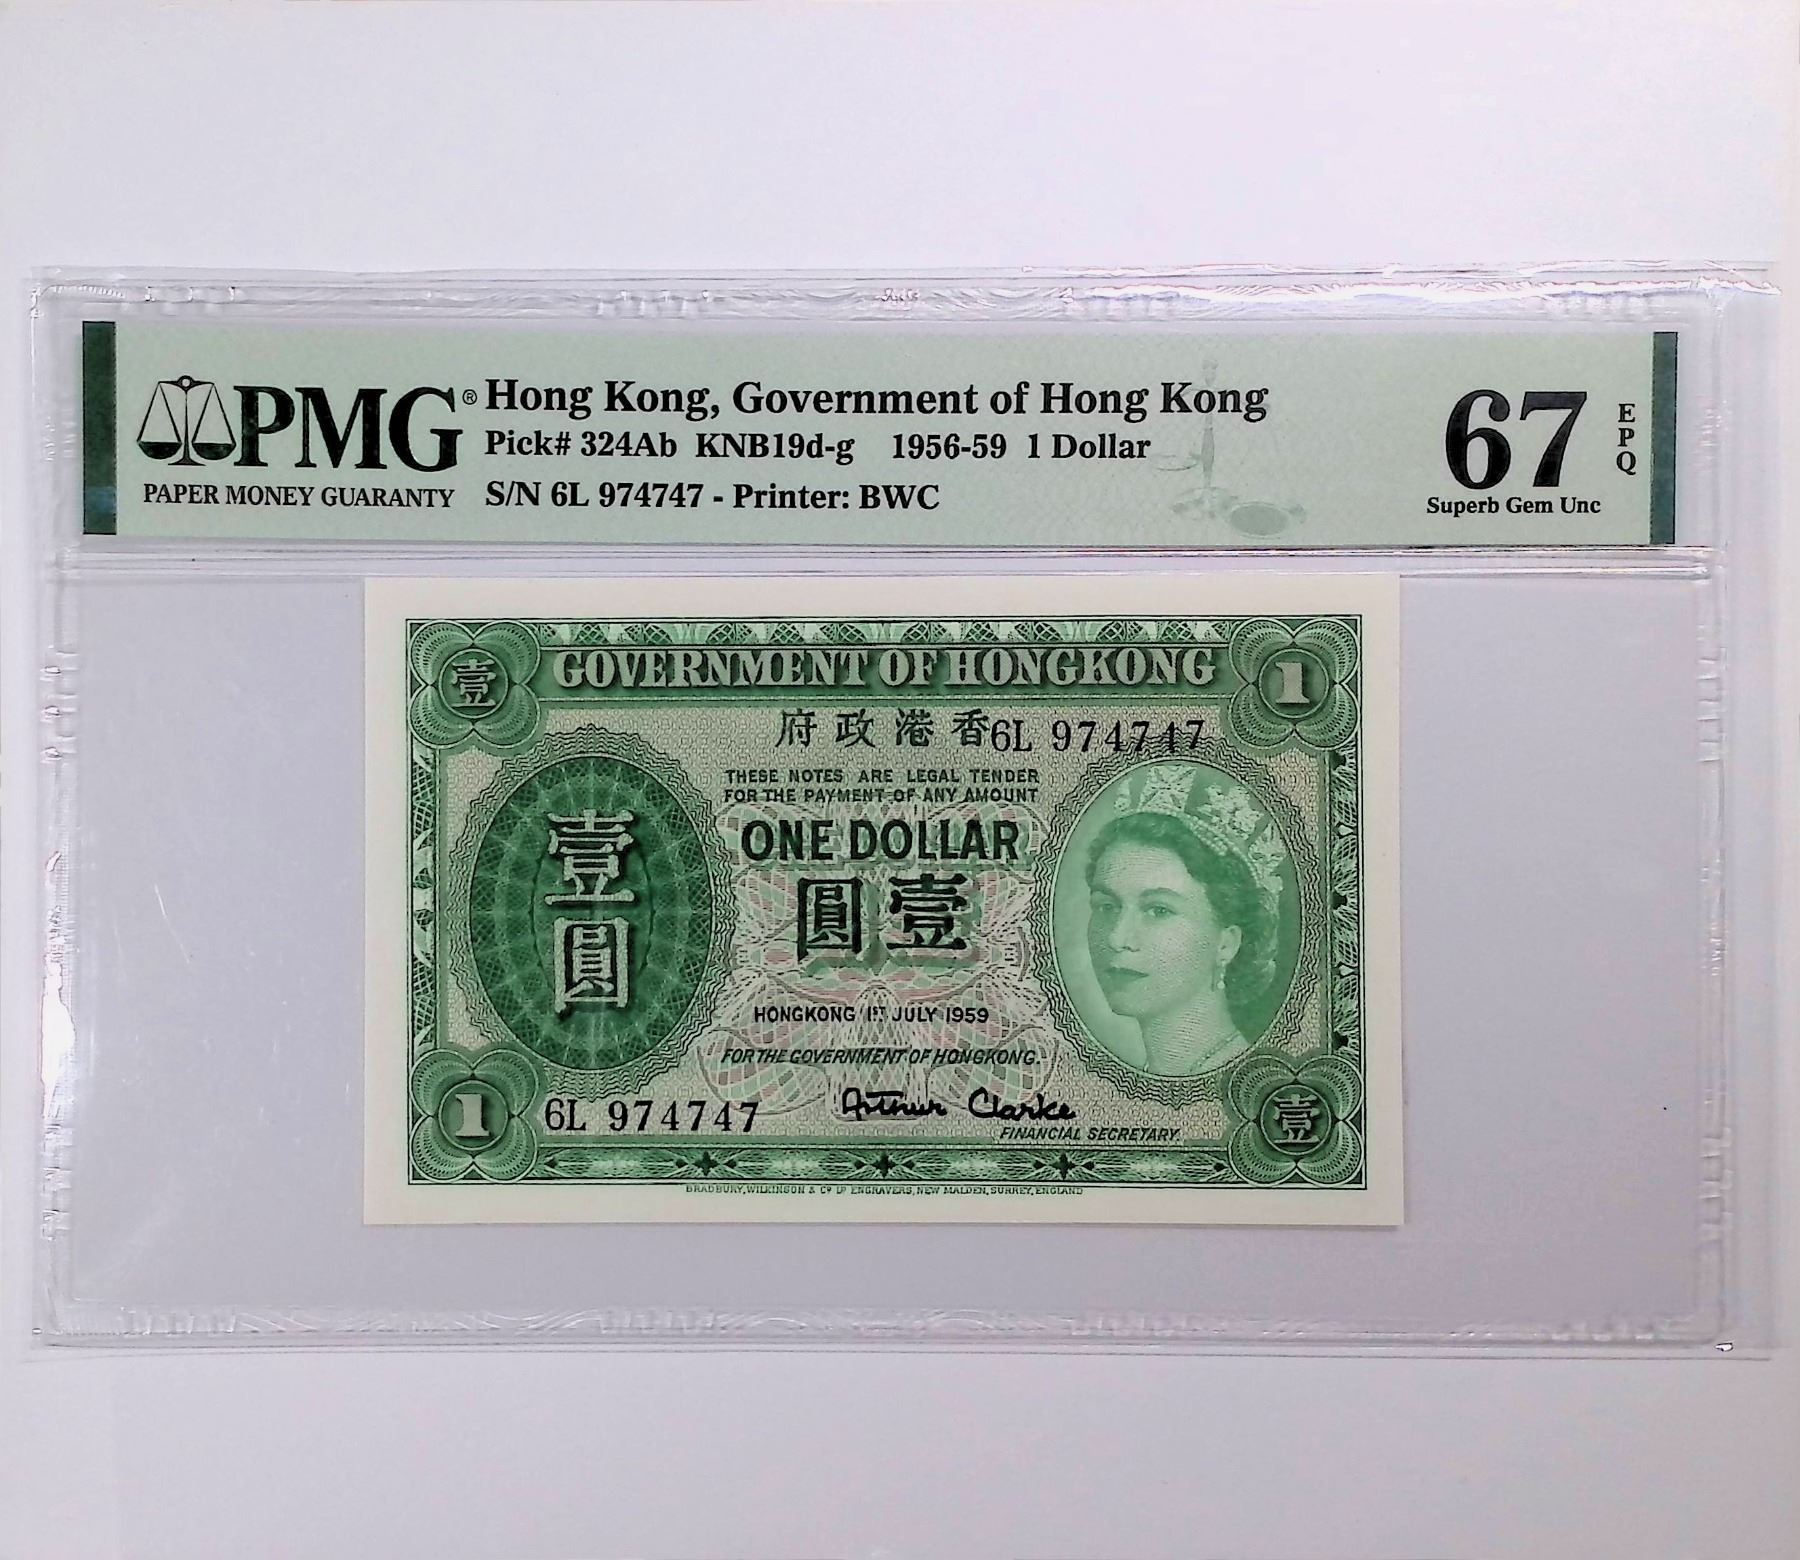 PMG®
PAPER MONEY GUARANTY
Hong Kong, Government of Hong Kong
Pick# 324Ab KNB19d-g 1956-59 1 Dollar
S/N 6L 974747 - Printer: BWC
67
EPQ
Superb Gem Unc
壹
GOVERNMENT OF HONGKONG
1
府政港香
6L 974747
THESE NOTES ARE LEGAL TENDER
FOR THE PAYMENT OF ANY AMOUNT
壹圓
ONE DOLLAR
圓壹
HONGKONG 1ST JULY 1959
FOR THE GOVERNMENT OF HONGKONG.
1
6L 974747
Arthur Clarke
FINANCIAL SECRETARY.
壹
BRADBURY, WILKINSON & Cº Lº ENGRAVERS, NEW MALDEN, SURREY, ENGLAND